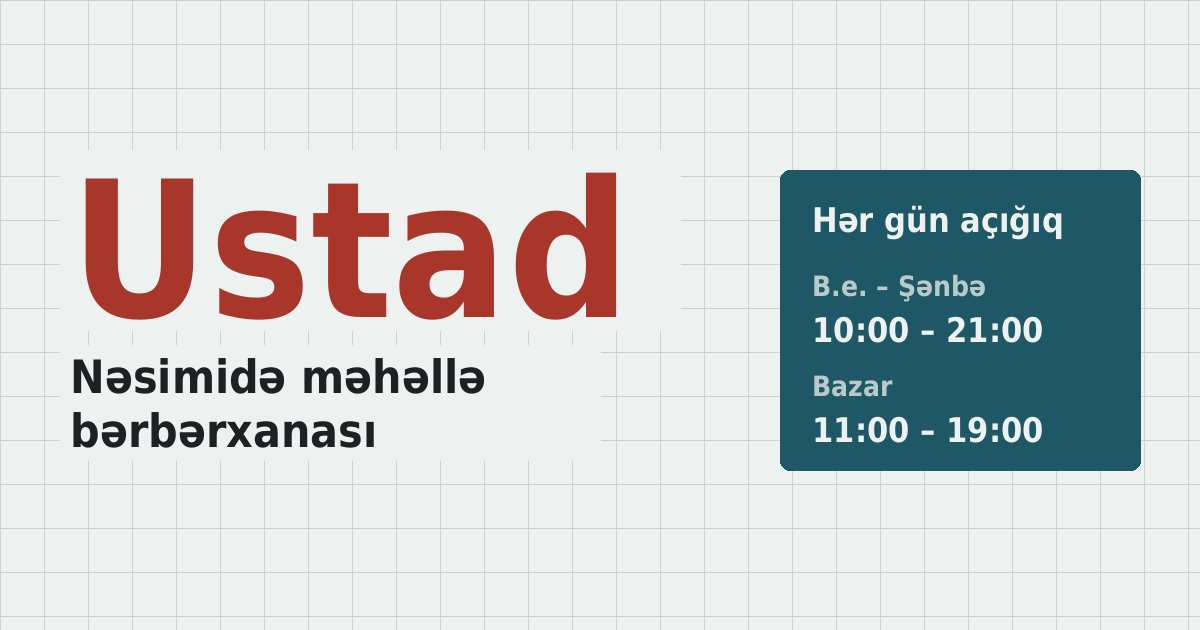 Ustad
Nəsimidə məhəllə
bərbərxanası
Hər gün açığıq
B.e. – Şənbə
10:00 – 21:00
Bazar
11:00 – 19:00